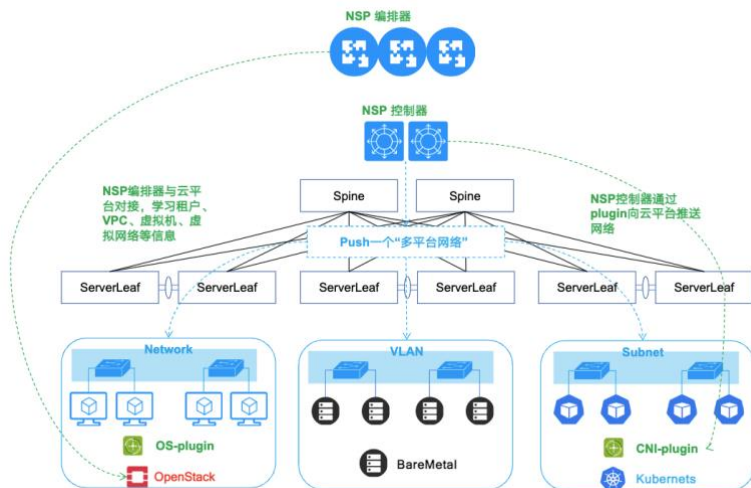 NSP 编排器
NSP 控制器
NSP编排器与云平
台对接，学习租户、
VPC、虚拟机、虚
拟网络等信息
Spine
Spine
NSP控制器通过
plugin向云平台推送
网络
Push一个“多平台网络”
ServerLeaf
ServerLeaf
ServerLeaf
ServerLeaf
ServerLeaf
ServerLeaf
Network
VLAN
Subnet
OS-plugin
CNI-plugin
OpenStack
BareMetal
Kubernets